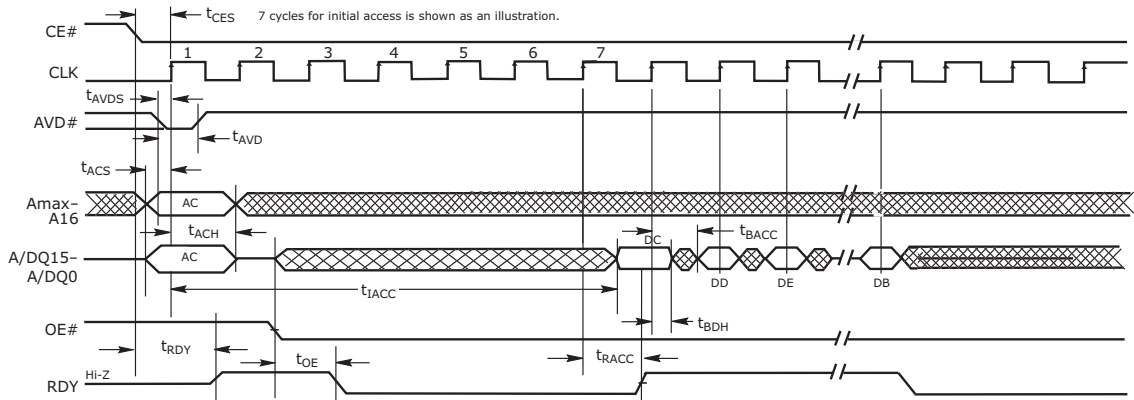 tCES 7 cycles for initial access is shown as an illustration.
CE#
1 2 3 4 5 6 7
CLK
tAVDS
AVD#
tAVD
tACS
Amax–
A16
AC
tACH
tBACC
A/DQ15–
A/DQ0
AC
DC
DD DE DB
tIACC
tBDH
OE#
tRDY
tOE
tRACC
Hi-Z
RDY